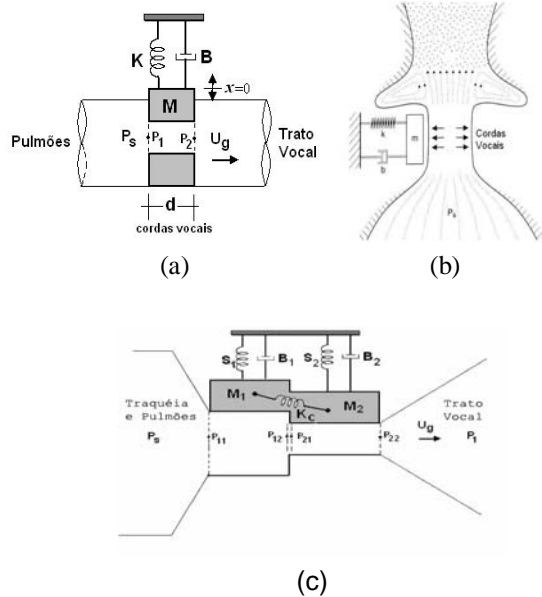 K
B
M
x=0
Pulmões
Ps
P1
P2
Ug
Trato
Vocal
d
cordas vocais
(a)
k
m
b
Cordas
Vocais
Ps
(b)
S1
B1
S2
B2
M1
Kc
M2
Traquéia
e Pulmões
Ps
P11
P12
P21
P22
Ug
Trato
Vocal
P1
(c)